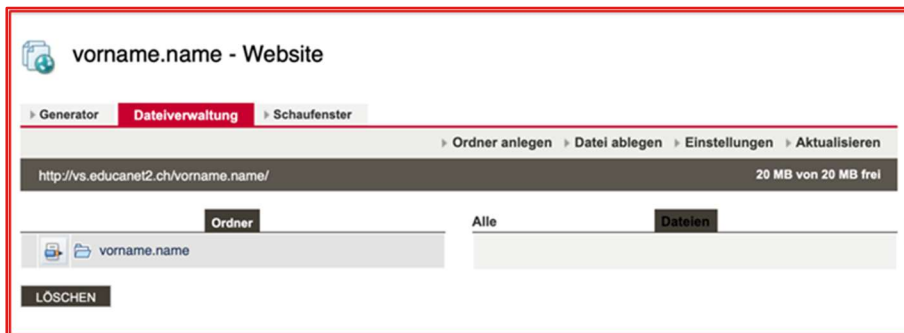 vorname.name - Website
Generator Dateiverwaltung Schaufenster
Ordner anlegen Datei ablegen Einstellungen Aktualisieren
http://vs.educanet2.ch/vorname.name/ 20 MB von 20 MB frei
Ordner Alle Dateien
vorname.name
LÖSCHEN